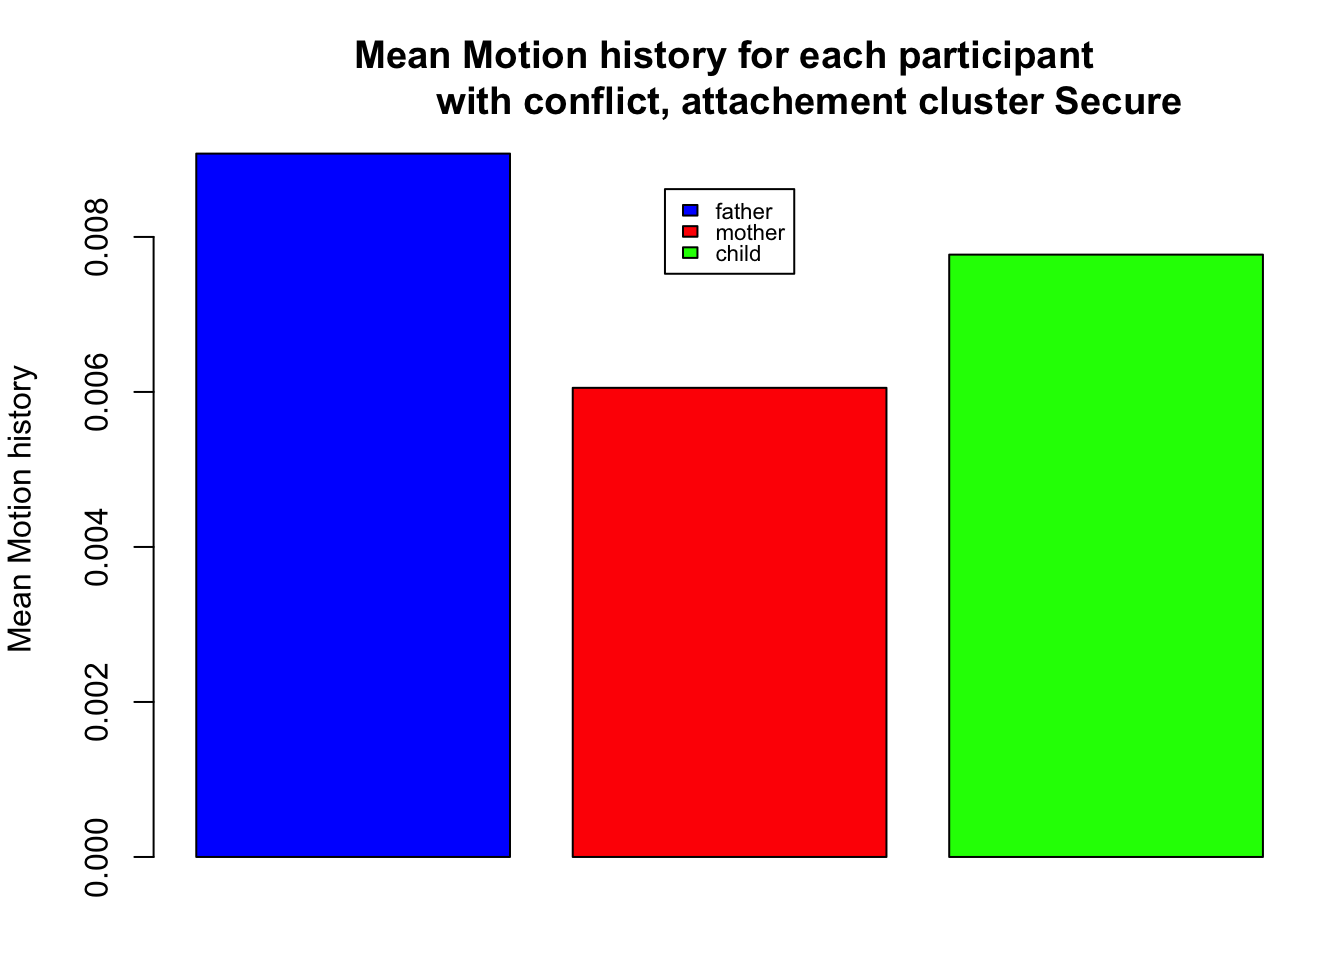 Mean Motion history for each participant
with conflict, attachement cluster Secure
Mean Motion history
0.008
0.006
0.004
0.002
0.000
father
mother
child